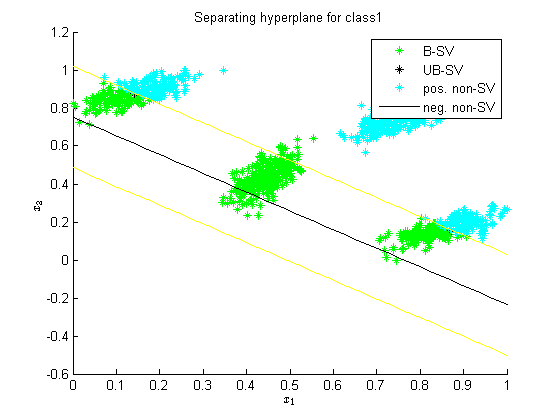 Separating hyperplane for class1
B-SV
UB-SV
pos. non-SV
neg. non-SV
1.2
1
0.8
0.6
0.4
0.2
0
-0.2
-0.4
-0.6
x₂
0 0.1 0.2 0.3 0.4 0.5 0.6 0.7 0.8 0.9 1
x₁